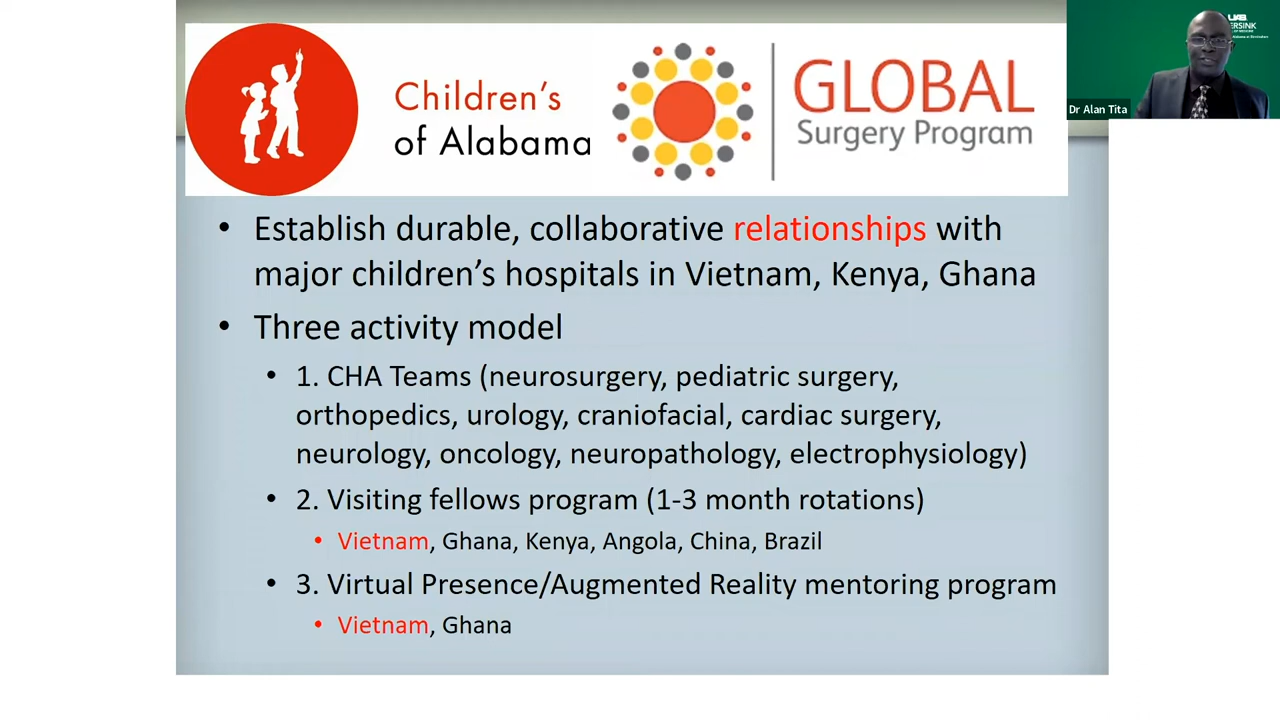 Children's
of Alabama
GLOBAL
Surgery Program
UAB
ERSINK
Dr Alan Tita
• Establish durable, collaborative relationships with
major children's hospitals in Vietnam, Kenya, Ghana
• Three activity model
• 1. CHA Teams (neurosurgery, pediatric surgery,
orthopedics, urology, craniofacial, cardiac surgery,
neurology, oncology, neuropathology, electrophysiology)
• 2. Visiting fellows program (1-3 month rotations)
• Vietnam, Ghana, Kenya, Angola, China, Brazil
• 3. Virtual Presence/Augmented Reality mentoring program
• Vietnam, Ghana